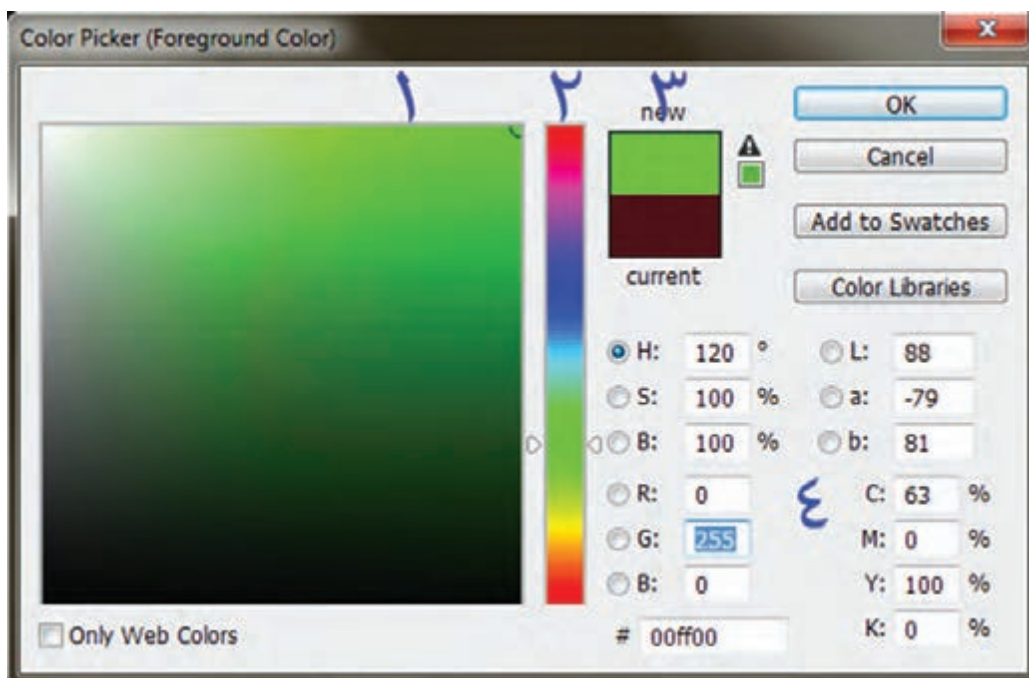 Color Picker (Foreground Color)
١ ٢ ٣
new
current
OK
Cancel
Add to Swatches
Color Libraries
H: 120 °
S: 100 %
B: 100 %
R: 0
G: 255
B: 0
# 00ff00
L: 88
a: -79
b: 81
٤
C: 63 %
M: 0 %
Y: 100 %
K: 0 %
Only Web Colors